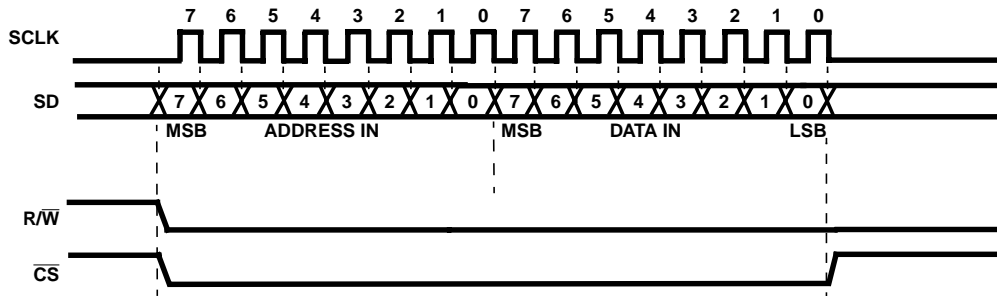 7 6 5 4 3 2 1 0 7 6 5 4 3 2 1 0
SCLK
SD 7 6 5 4 3 2 1 0 7 6 5 4 3 2 1 0
MSB ADDRESS IN MSB DATA IN LSB
R/W̅
C̅S̅